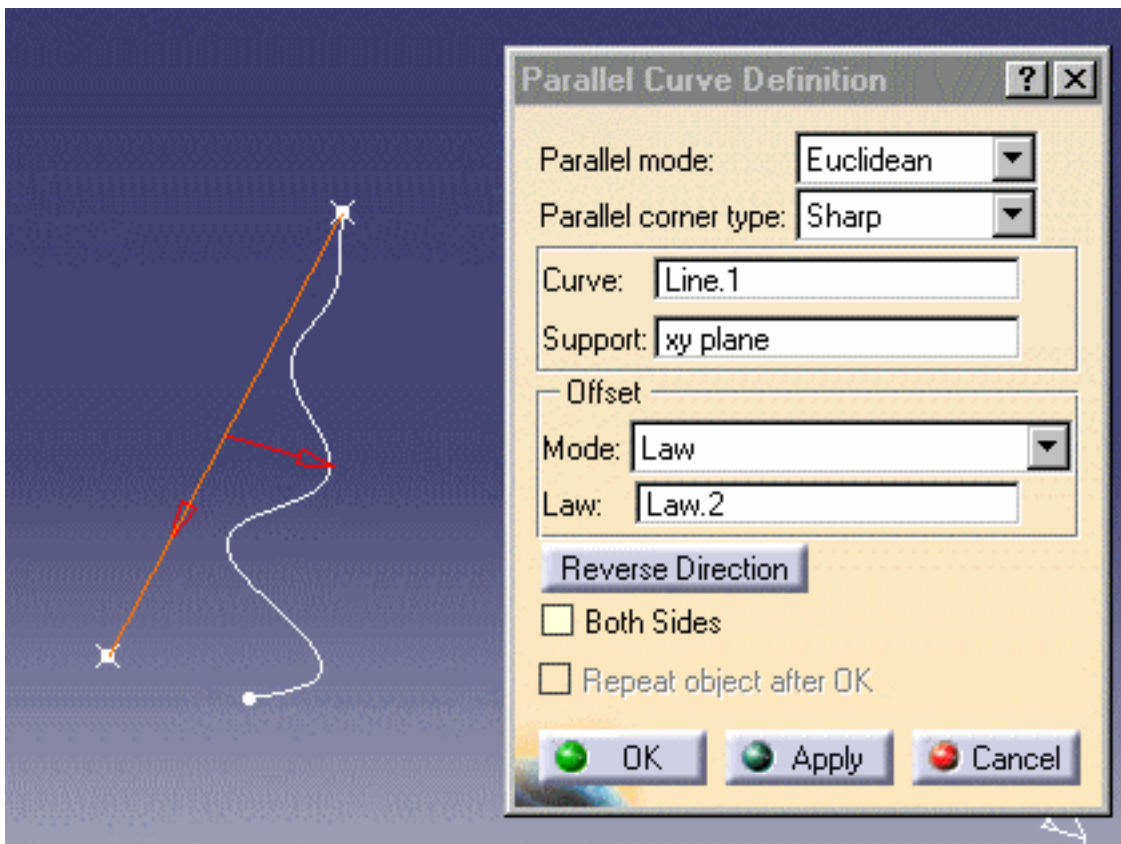 Parallel Curve Definition
Parallel mode: Euclidean
Parallel corner type: Sharp
Curve: Line.1
Support: xy plane
Offset
Mode: Law
Law: Law.2
Reverse Direction
Both Sides
Repeat object after OK
OK Apply Cancel